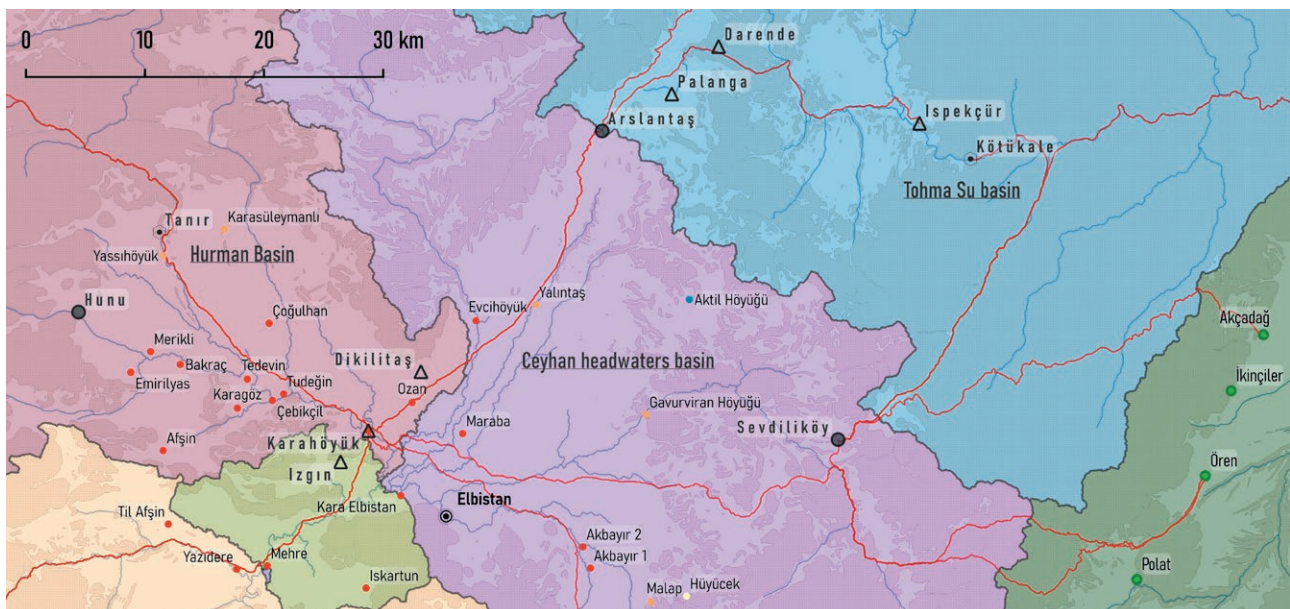 0 10 20 30 km
Darende
Palanga
Arslantaş
Ispekçür
Kötükale
Tohma Su basin
Tanır
Karasüleymanlı
Yassıhöyük
Hurman Basin
Hunu
Çoğulhan
Evcihöyük
Yalıntaş
Aktil Höyüğü
Akçadağ
Merikli
Bakraç
Emirilyas
Tedevin
Dikilitaş
Ceyhan headwaters basin
İkinçiler
Tudeğin
Karagöz
Çebikçil
Ozan
Gavurviran Höyüğü
Maraba
Sevdiliköy
Afşin
Karahöyük
Izgın
Ören
Kara Elbistan
Elbistan
Til Afşin
Akbayır 2
Yazıdere
Mehre
Akbayır 1
Polat
Iskartun
Malap
Hüyücek